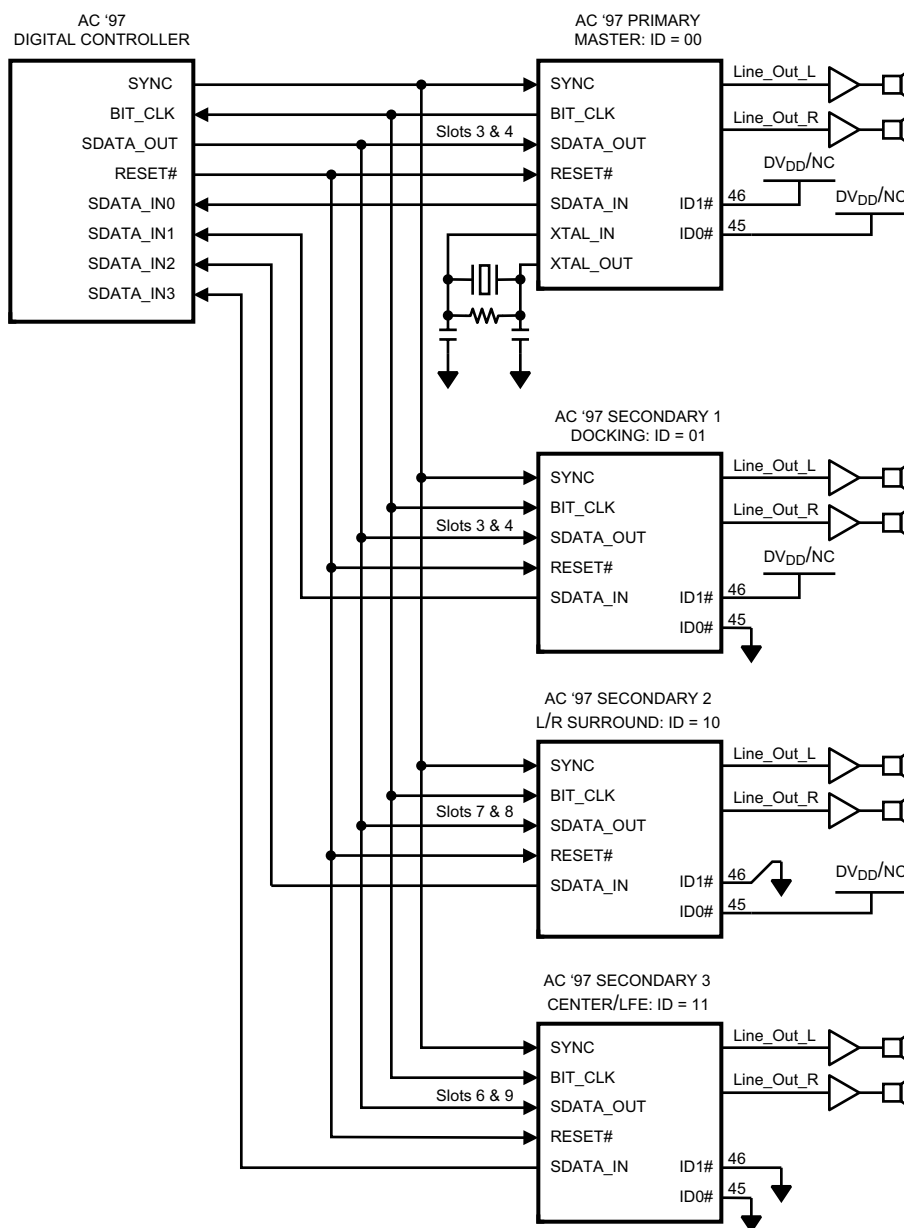 AC '97
DIGITAL CONTROLLER
SYNC
BIT_CLK
SDATA_OUT
RESET#
SDATA_IN0
SDATA_IN1
SDATA_IN2
SDATA_IN3
AC '97 PRIMARY
MASTER: ID = 00
Slots 3 & 4
SYNC
BIT_CLK
SDATA_OUT
RESET#
SDATA_IN
XTAL_IN
XTAL_OUT
ID1#
ID0#
46
45
Line_Out_L
Line_Out_R
DVDD/NC
DVDD/NC
AC '97 SECONDARY 1
DOCKING: ID = 01
Slots 3 & 4
SYNC
BIT_CLK
SDATA_OUT
RESET#
SDATA_IN
ID1#
ID0#
46
45
Line_Out_L
Line_Out_R
DVDD/NC
AC '97 SECONDARY 2
L/R SURROUND: ID = 10
Slots 7 & 8
SYNC
BIT_CLK
SDATA_OUT
RESET#
SDATA_IN
ID1#
ID0#
46
45
Line_Out_L
Line_Out_R
DVDD/NC
AC '97 SECONDARY 3
CENTER/LFE: ID = 11
Slots 6 & 9
SYNC
BIT_CLK
SDATA_OUT
RESET#
SDATA_IN
ID1#
ID0#
46
45
Line_Out_L
Line_Out_R